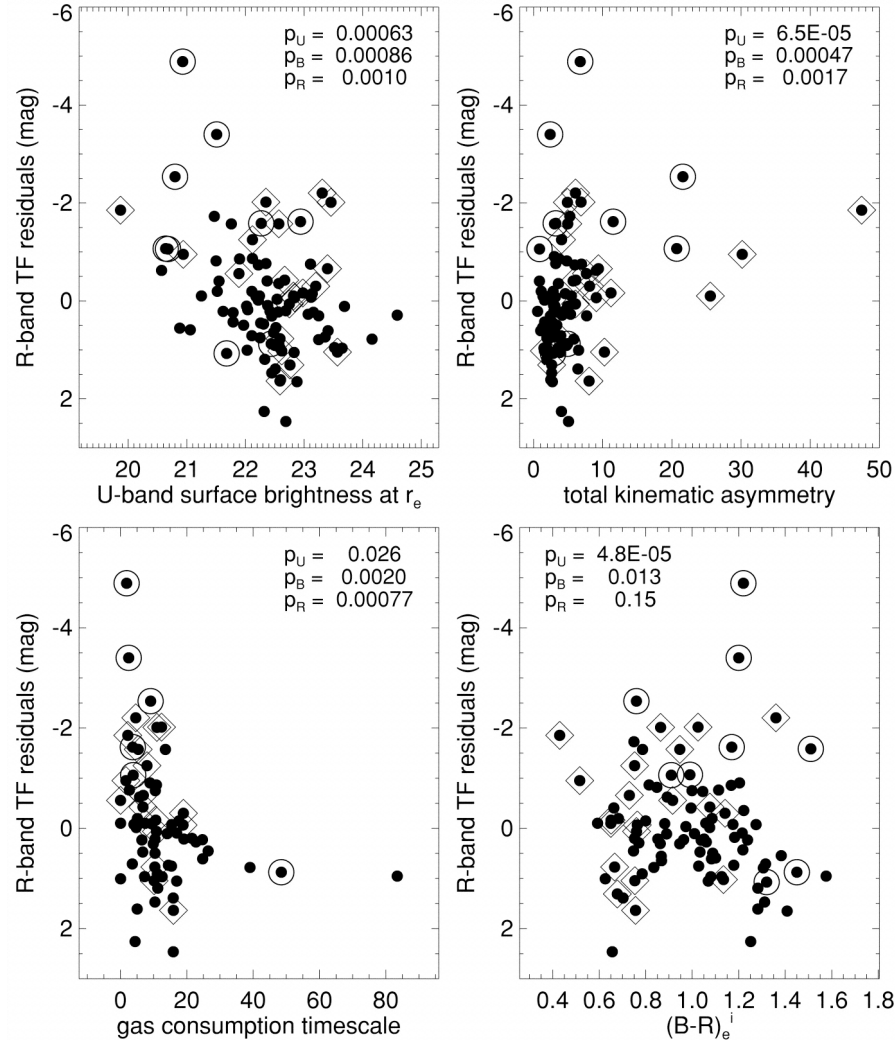 p_U = 0.00063
p_B = 0.00086
p_R = 0.0010
-6
-4
-2
0
2
R-band TF residuals (mag)
20 21 22 23 24 25
U-band surface brightness at r_e
p_U = 6.5E-05
p_B = 0.00047
p_R = 0.0017
-6
-4
-2
0
2
R-band TF residuals (mag)
0 10 20 30 40 50
total kinematic asymmetry
p_U = 0.026
p_B = 0.0020
p_R = 0.00077
-6
-4
-2
0
2
R-band TF residuals (mag)
0 20 40 60 80
gas consumption timescale
p_U = 4.8E-05
p_B = 0.013
p_R = 0.15
-6
-4
-2
0
2
R-band TF residuals (mag)
0.4 0.6 0.8 1.0 1.2 1.4 1.6 1.8
(B-R)_e^i